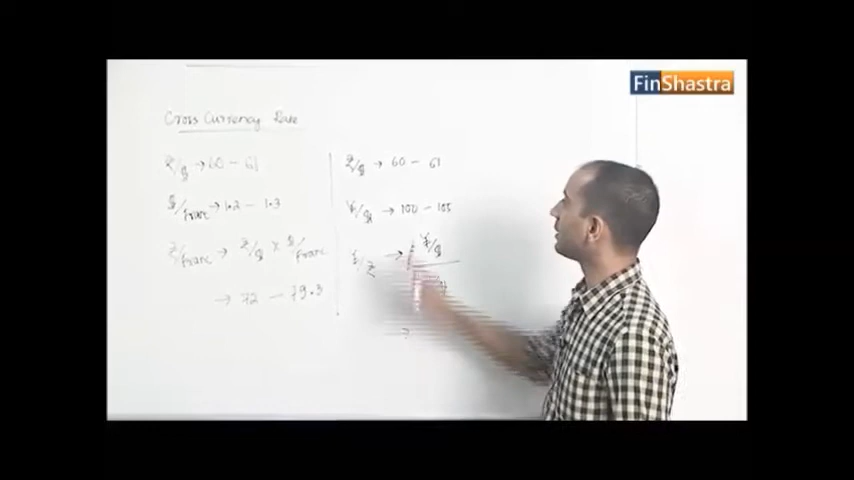 FinShastra
Cross Currency Rate
₹/$ → 60 - 61
$/Franc → 1.2 - 1.3
₹/Franc → ₹/$ × $/Franc
→ 72 - 79.3
₹/$ → 60 - 61
¥/$ → 100 - 105
¥/₹ → ¥/$
→